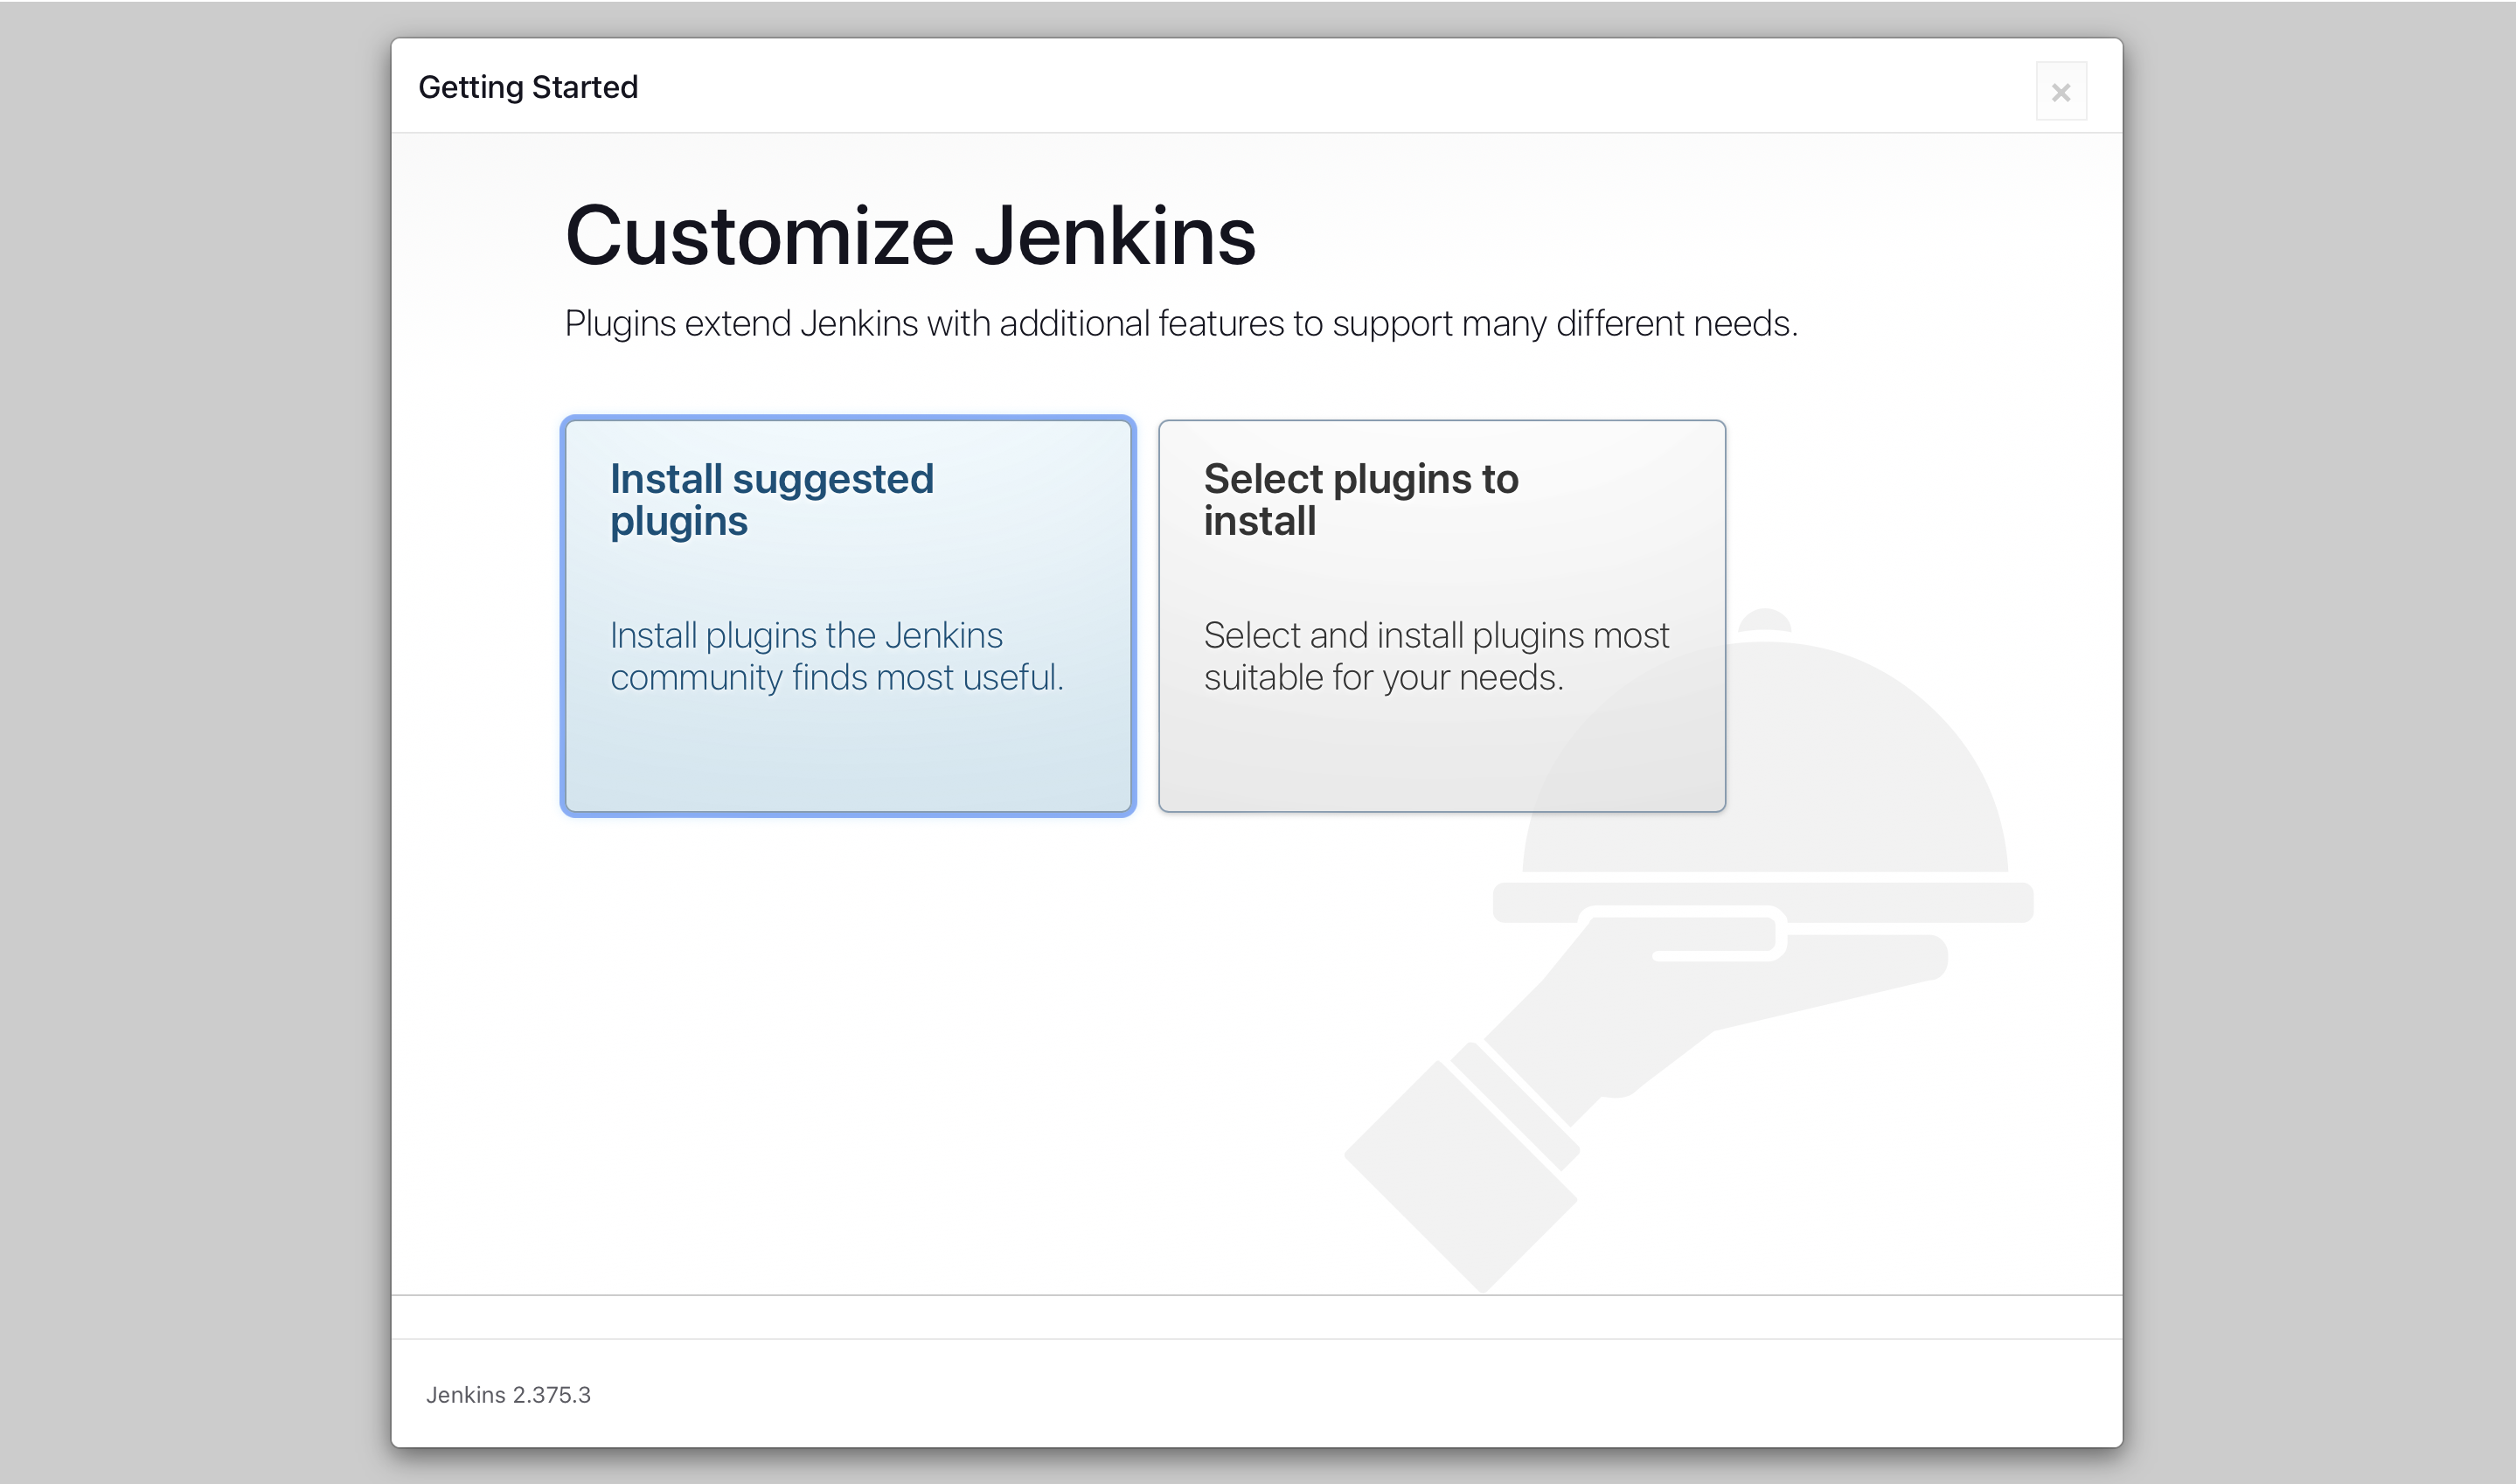 Getting Started
×
Customize Jenkins
Plugins extend Jenkins with additional features to support many different needs.
Install suggested
plugins
Install plugins the Jenkins
community finds most useful.
Select plugins to
install
Select and install plugins most
suitable for your needs.
Jenkins 2.375.3